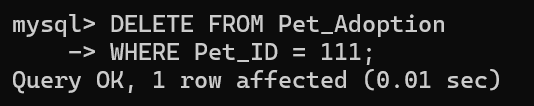 mysql> DELETE FROM Pet_Adoption
    -> WHERE Pet_ID = 111;
Query OK, 1 row affected (0.01 sec)